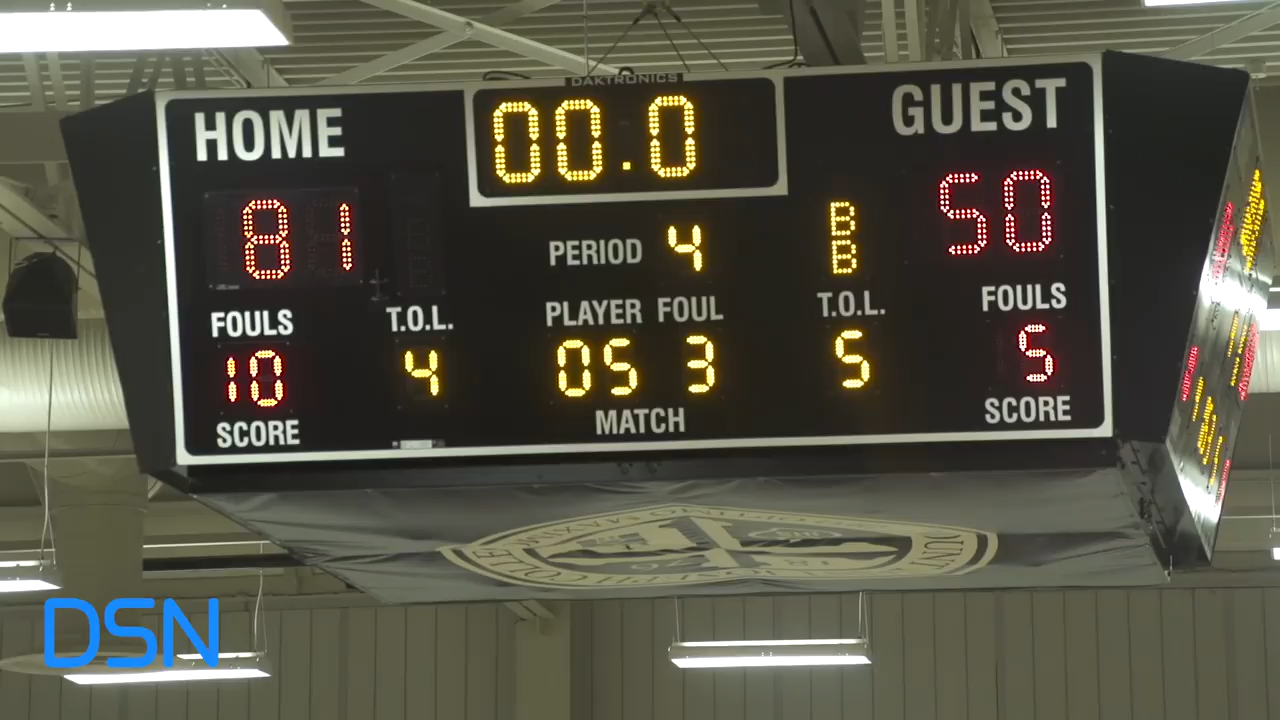 DAKTRONICS
HOME 00.0 GUEST
81 PERIOD 4 B B 50
FOULS T.O.L. PLAYER FOUL T.O.L. FOULS
10 4 05 3 5 5
SCORE MATCH SCORE
DSN